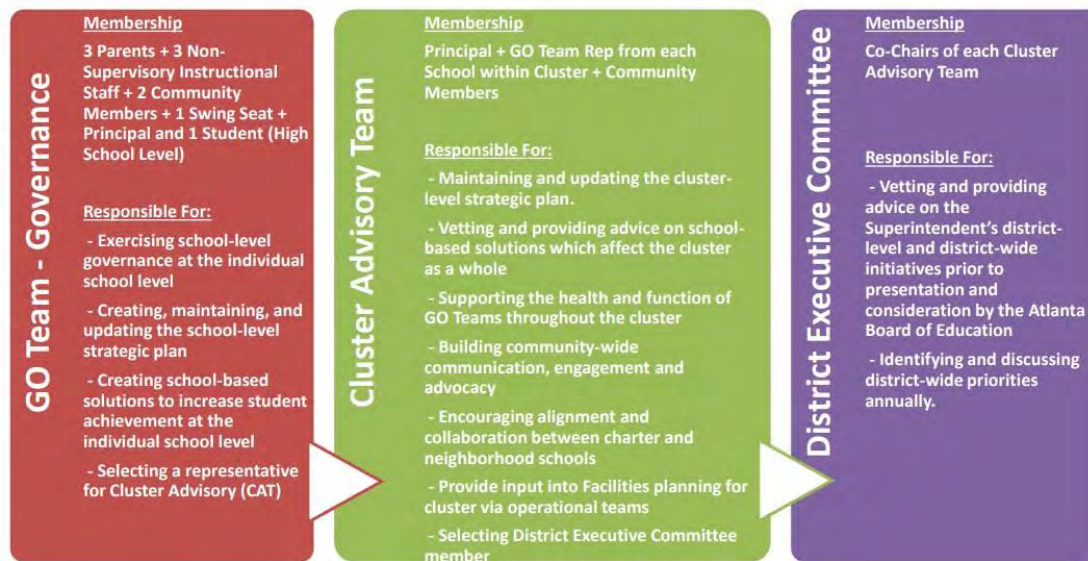 GO Team - Governance
Membership
3 Parents + 3 Non-
Supervisory Instructional
Staff + 2 Community
Members + 1 Swing Seat +
Principal and 1 Student (High
School Level)
Responsible For:
- Exercising school-level
governance at the individual
school level
- Creating, maintaining, and
updating the school-level
strategic plan
- Creating school-based
solutions to increase student
achievement at the
individual school level
- Selecting a representative
for Cluster Advisory (CAT)
Cluster Advisory Team
Membership
Principal + GO Team Rep from each
School within Cluster + Community
Members
Responsible For:
- Maintaining and updating the cluster-
level strategic plan.
- Vetting and providing advice on school-
based solutions which affect the cluster
as a whole
- Supporting the health and function of
GO Teams throughout the cluster
- Building community-wide
communication, engagement and
advocacy
- Encouraging alignment and
collaboration between charter and
neighborhood schools
- Provide input into Facilities planning for
cluster via operational teams
- Selecting District Executive Committee
member
District Executive Committee
Membership
Co-Chairs of each Cluster
Advisory Team
Responsible For:
- Vetting and providing
advice on the
Superintendent's district-
level and district-wide
initiatives prior to
presentation and
consideration by the Atlanta
Board of Education
- Identifying and discussing
district-wide priorities
annually.